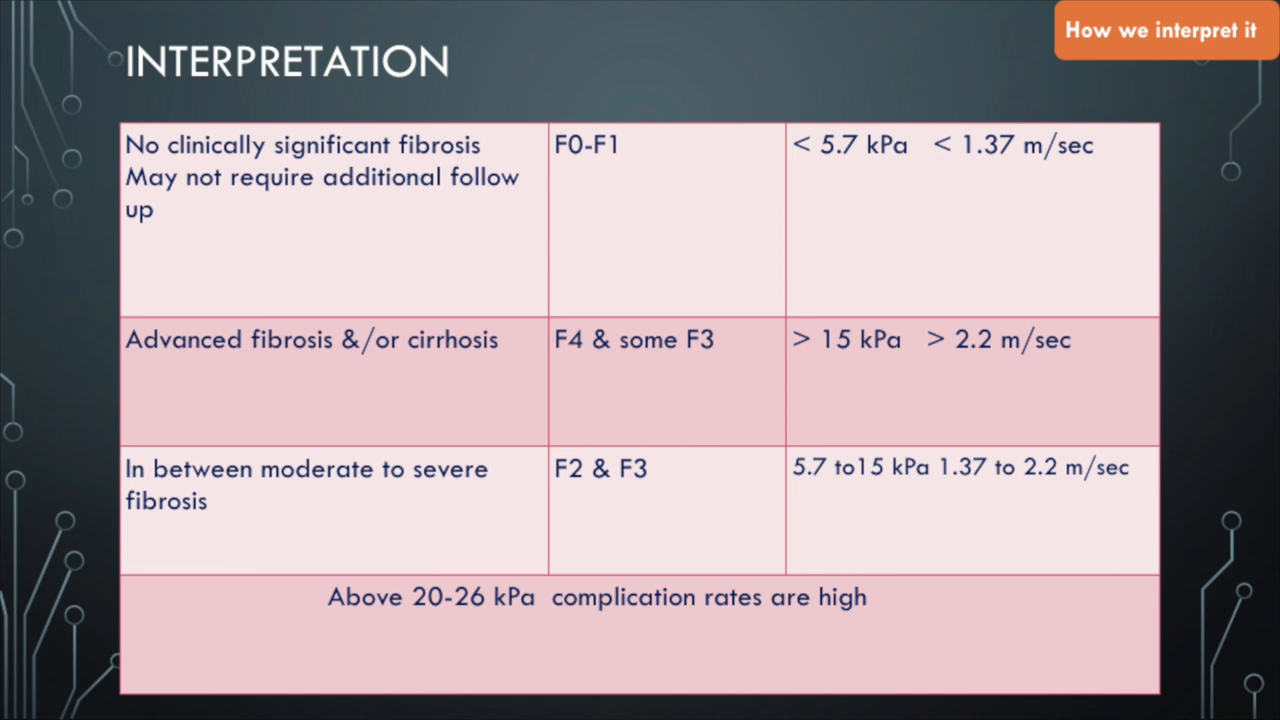 How we interpret it
INTERPRETATION
No clinically significant fibrosis
May not require additional follow
up
F0-F1
< 5.7 kPa < 1.37 m/sec
Advanced fibrosis &/or cirrhosis
F4 & some F3
> 15 kPa > 2.2 m/sec
In between moderate to severe
fibrosis
F2 & F3
5.7 to15 kPa 1.37 to 2.2 m/sec
Above 20-26 kPa complication rates are high